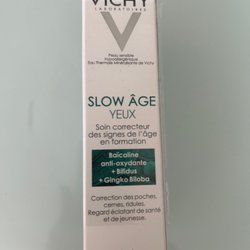 VICHY
LABORATOIRES
Peau sensible
Hypoallergénique
Eau Thermale Minéralisante de Vichy
SLOW ÂGE
YEUX
Soin correcteur
des signes de l'âge
en formation
Baïcaline
anti-oxydante
+ Bifidus
+ Gingko Biloba
Correction des poches,
cernes, ridules.
Regard éclatant de santé
et de jeunesse.